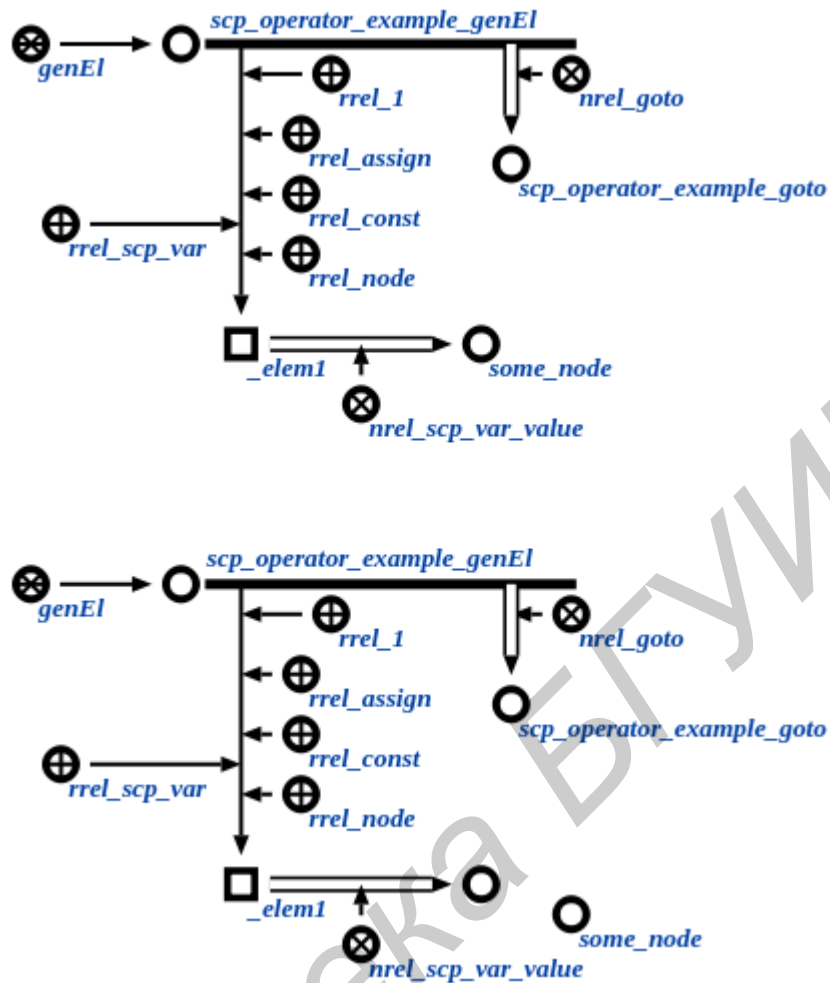 scp_operator_example_genEl
genEl
rrel_1
nrel_goto
rrel_assign
scp_operator_example_goto
rrel_const
rrel_scp_var
rrel_node
_elem1
some_node
nrel_scp_var_value
scp_operator_example_genEl
genEl
rrel_1
nrel_goto
rrel_assign
scp_operator_example_goto
rrel_const
rrel_scp_var
rrel_node
_elem1
some_node
nrel_scp_var_value